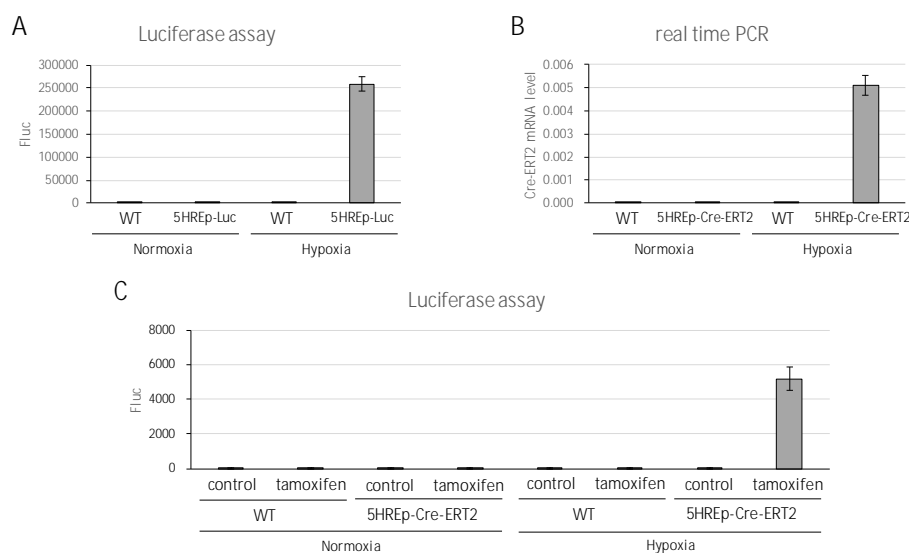 A
Luciferase assay
300000
250000
200000
150000
100000
50000
0
Fluc
WT 5HREp-Luc WT 5HREp-Luc
Normoxia Hypoxia
B
real time PCR
0.006
0.005
0.004
0.003
0.002
0.001
0.000
Cre-ERT2 mRNA level
WT 5HREp-Cre-ERT2 WT 5HREp-Cre-ERT2
Normoxia Hypoxia
C
Luciferase assay
8000
6000
4000
2000
0
Fluc
control tamoxifen control tamoxifen control tamoxifen control tamoxifen
WT 5HREp-Cre-ERT2 WT 5HREp-Cre-ERT2
Normoxia Hypoxia